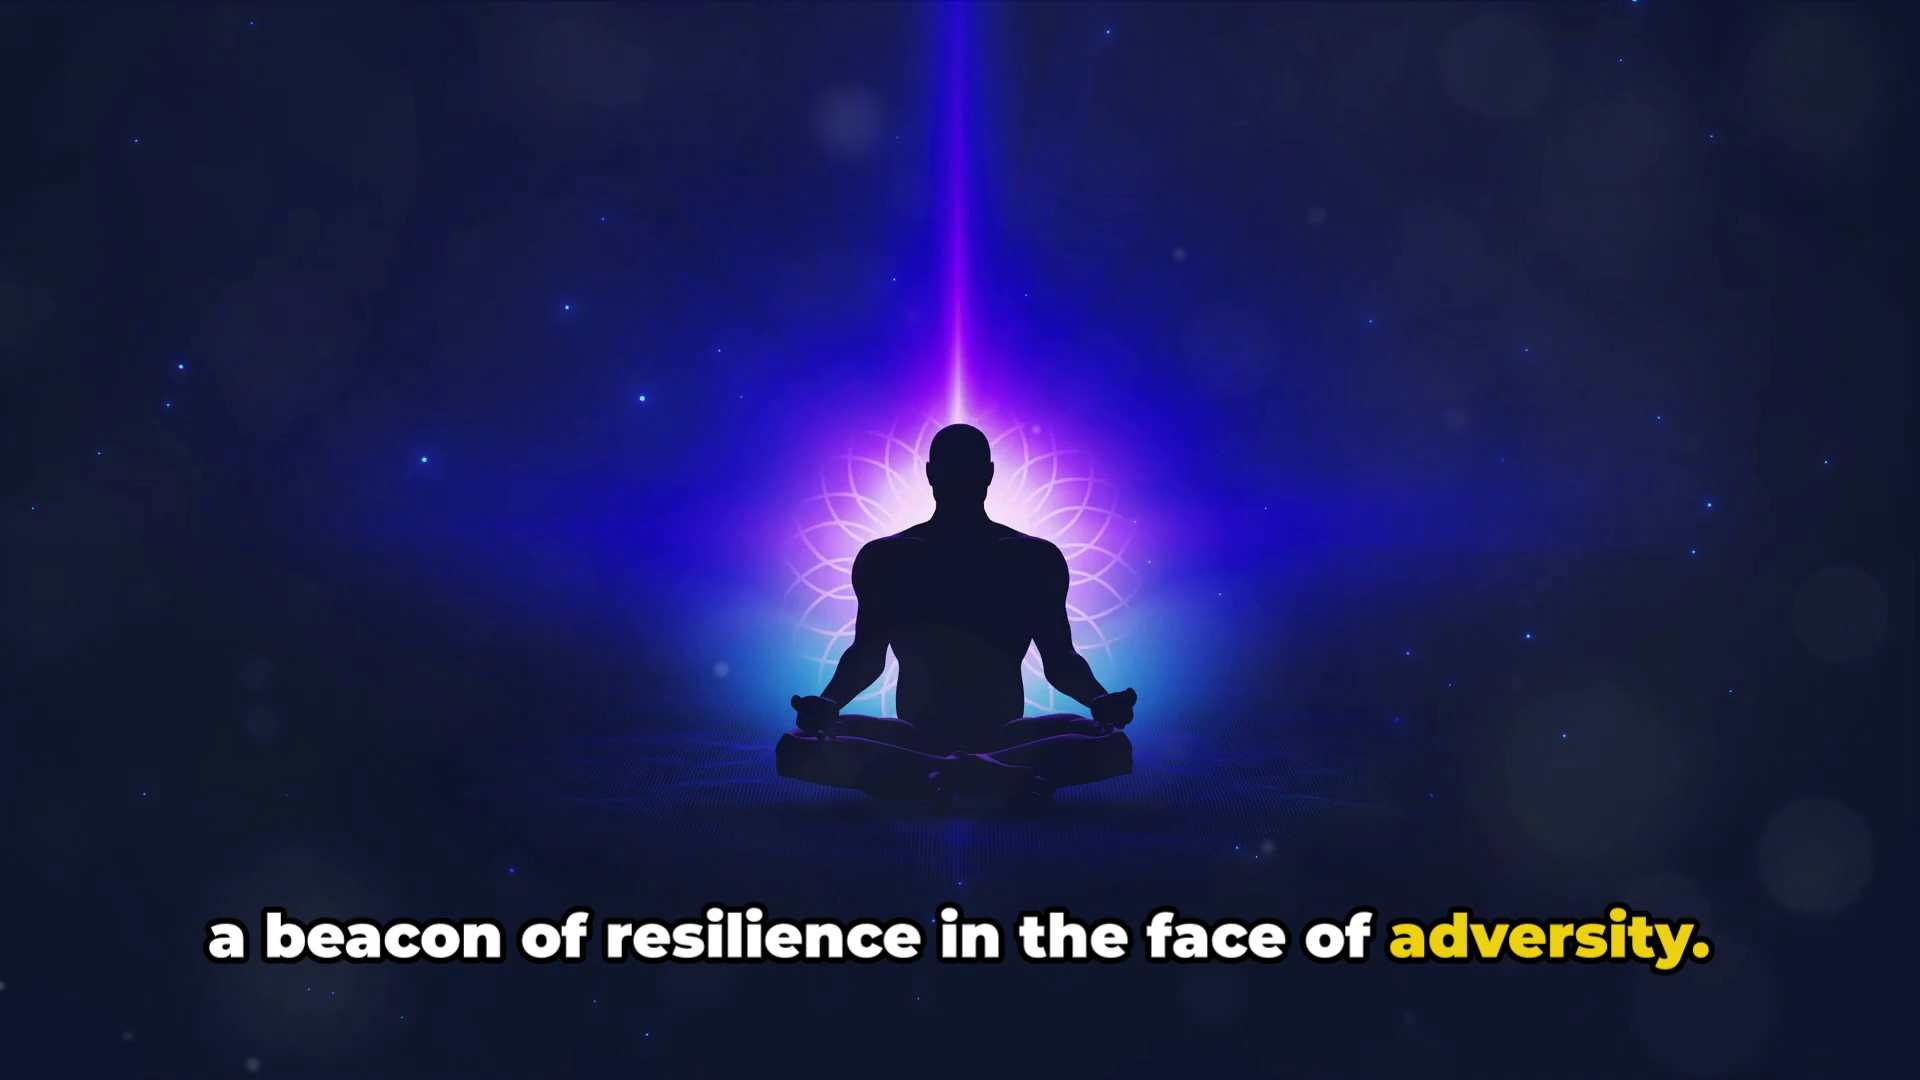 a beacon of resilience in the face of adversity.